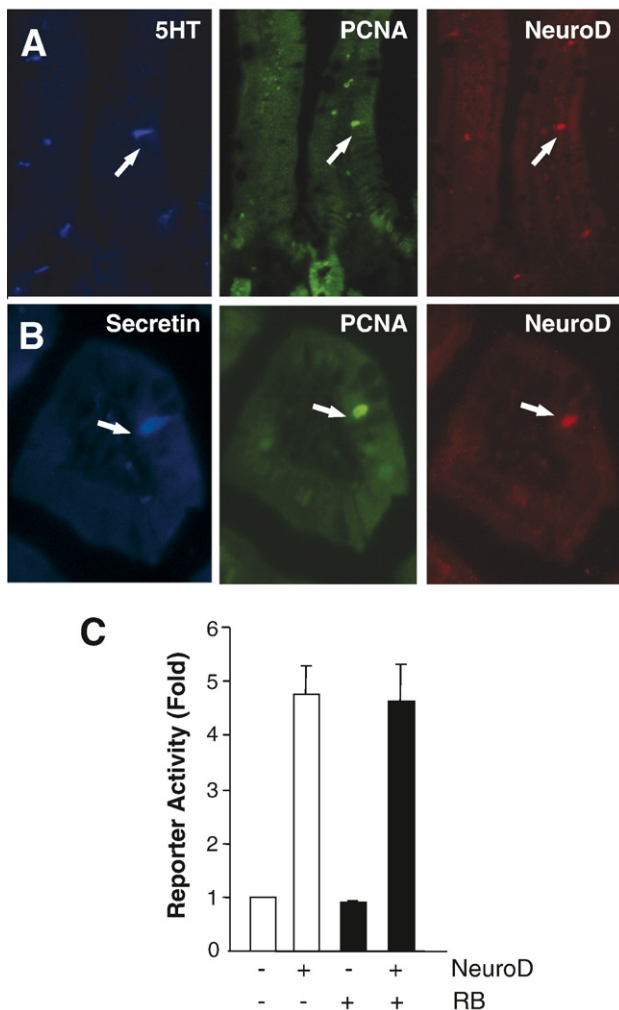 A 5HT PCNA NeuroD
B Secretin PCNA NeuroD
C
Reporter Activity (Fold)
6
5
4
3
2
1
0
- + - + NeuroD
- - + + RB